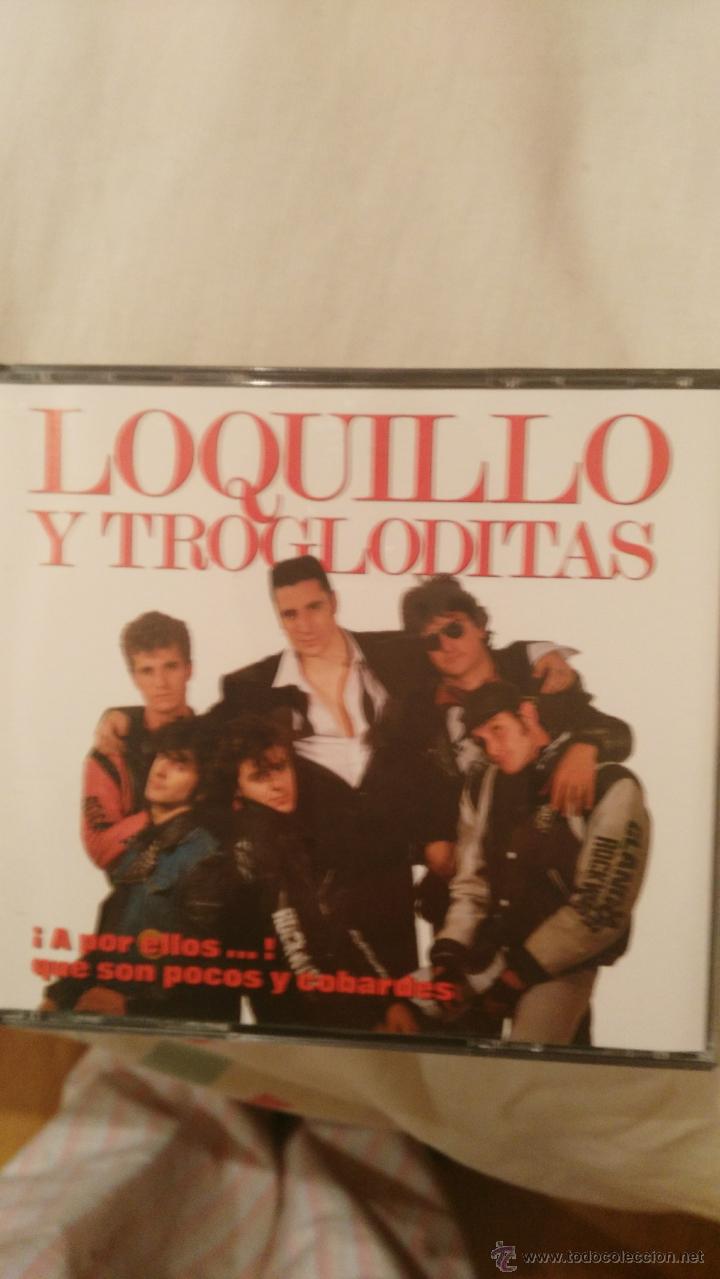 LOQUILLO
Y TROGLODITAS
¡A por ellos...!
que son pocos y cobardes
www.todocoleccion.net